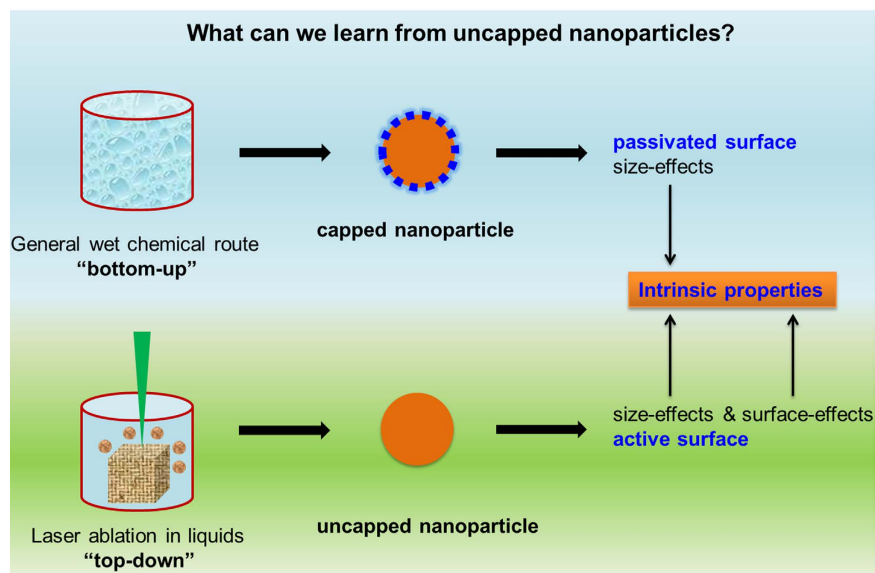 What can we learn from uncapped nanoparticles?
General wet chemical route
“bottom-up”
capped nanoparticle
passivated surface
size-effects
Intrinsic properties
Laser ablation in liquids
“top-down”
uncapped nanoparticle
size-effects & surface-effects
active surface